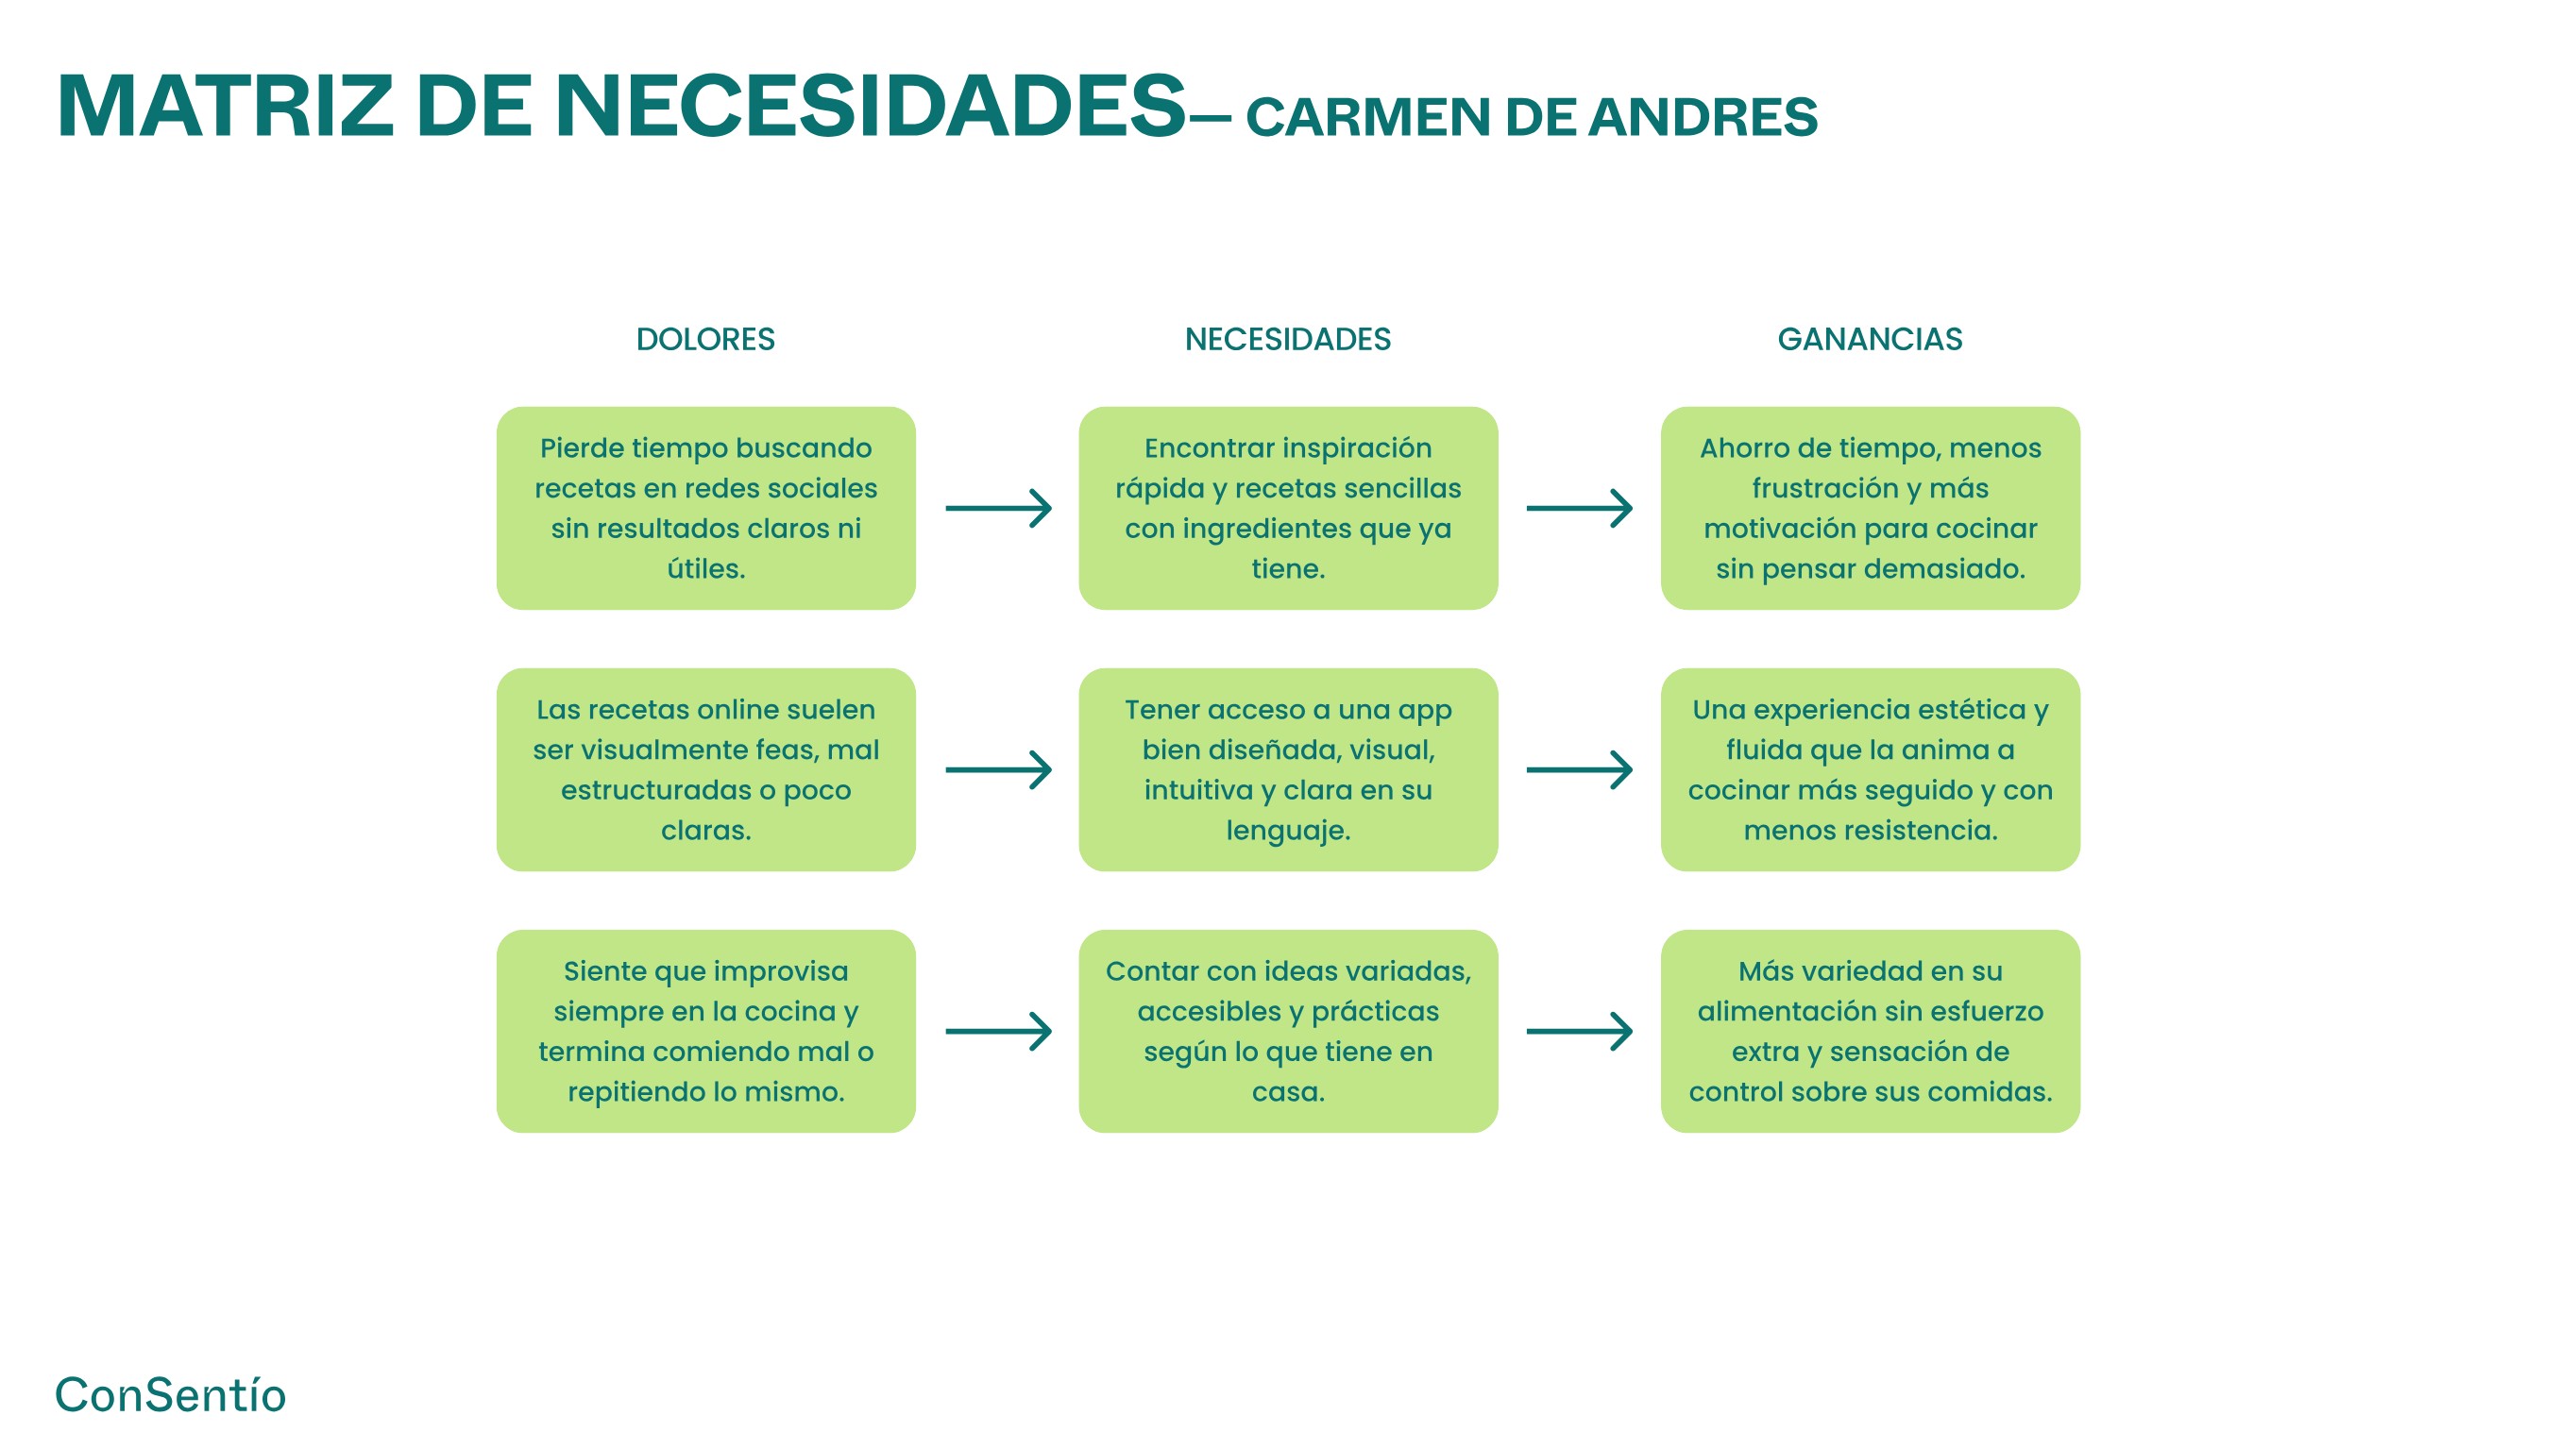 MATRIZ DE NECESIDADES— CARMEN DE ANDRES
DOLORES
NECESIDADES
GANANCIAS
Pierde tiempo buscando
recetas en redes sociales
sin resultados claros ni
útiles.
Encontrar inspiración
rápida y recetas sencillas
con ingredientes que ya
tiene.
Ahorro de tiempo, menos
frustración y más
motivación para cocinar
sin pensar demasiado.
Las recetas online suelen
ser visualmente feas, mal
estructuradas o poco
claras.
Tener acceso a una app
bien diseñada, visual,
intuitiva y clara en su
lenguaje.
Una experiencia estética y
fluida que la anima a
cocinar más seguido y con
menos resistencia.
Siente que improvisa
siempre en la cocina y
termina comiendo mal o
repitiendo lo mismo.
Contar con ideas variadas,
accesibles y prácticas
según lo que tiene en
casa.
Más variedad en su
alimentación sin esfuerzo
extra y sensación de
control sobre sus comidas.
ConSentío